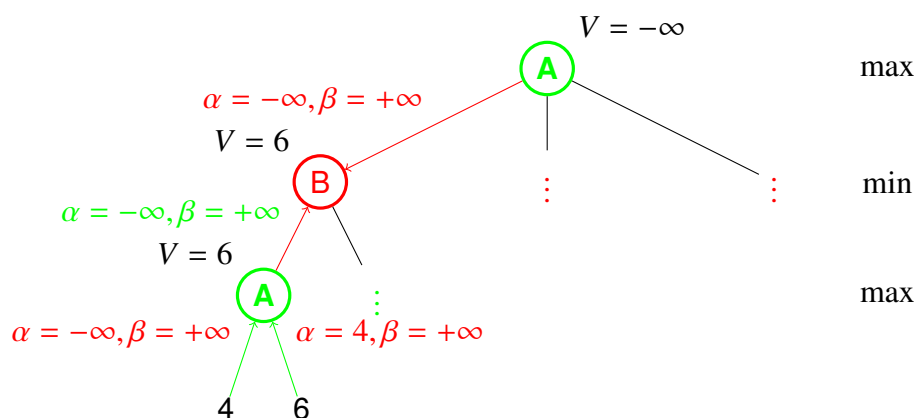 V = −∞
A
max
α = −∞, β = +∞
V = 6
B
⋮
⋮
min
α = −∞, β = +∞
V = 6
A
⋮
max
α = −∞, β = +∞
α = 4, β = +∞
4
6